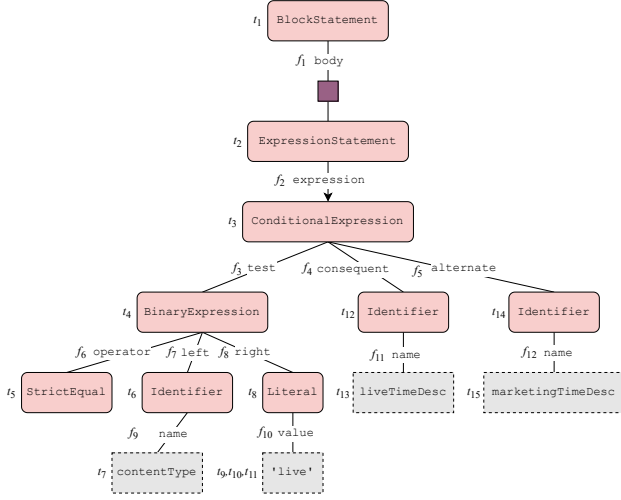 t1 BlockStatement
f1 body
t2 ExpressionStatement
f2 expression
t3 ConditionalExpression
f3 test f4 consequent f5 alternate
t4 BinaryExpression t12 Identifier t14 Identifier
f6 operator f7 left f8 right f11 name f12 name
t5 StrictEqual t6 Identifier t8 Literal t13 liveTimeDesc t15 marketingTimeDesc
f9 name f10 value
t7 contentType t9,t10,t11 'live'